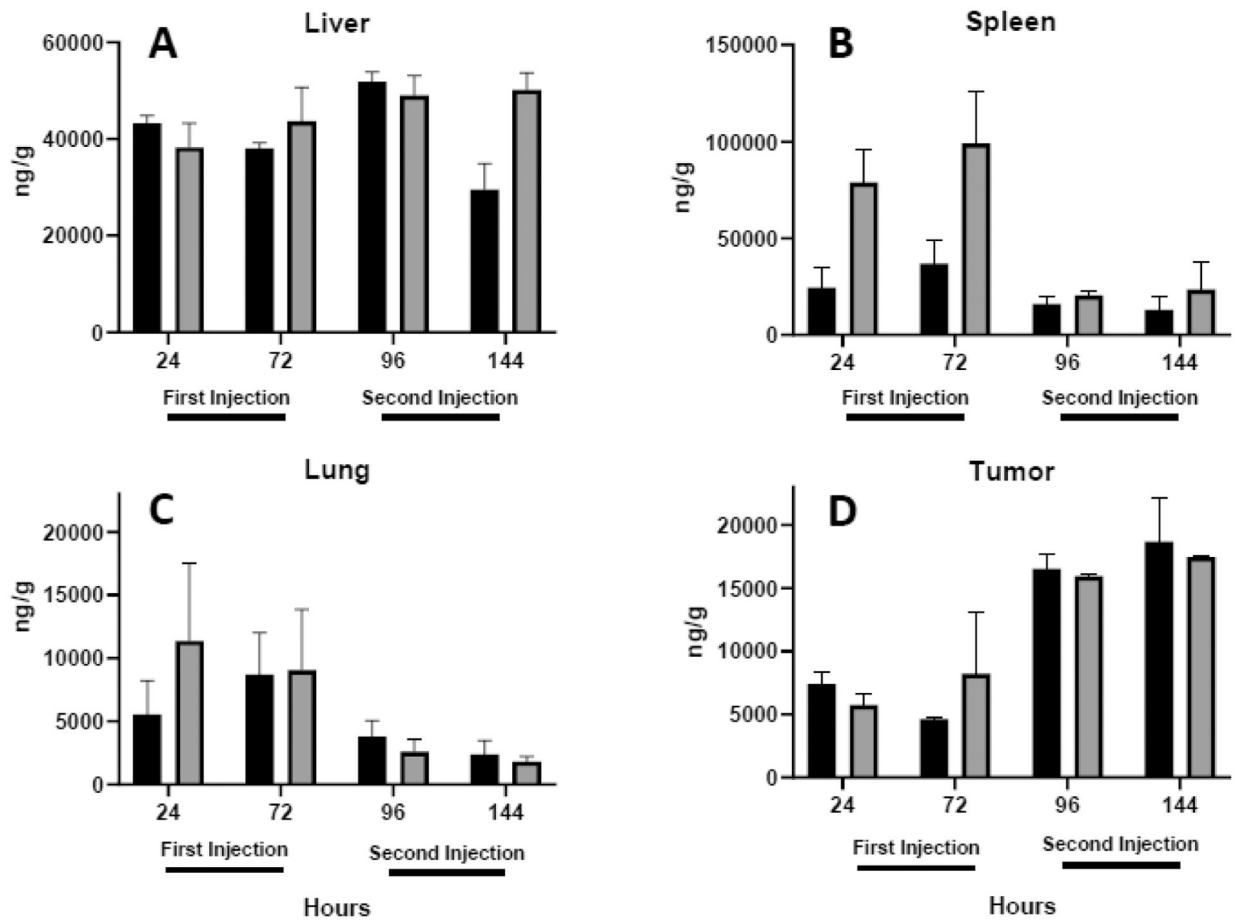 A
Liver
60000
40000
20000
0
ng/g
24 72 96 144
First Injection Second Injection
B
Spleen
150000
100000
50000
0
ng/g
24 72 96 144
First Injection Second Injection
C
Lung
20000
15000
10000
5000
0
ng/g
24 72 96 144
First Injection Second Injection
Hours
D
Tumor
20000
15000
10000
5000
0
ng/g
24 72 96 144
First Injection Second Injection
Hours